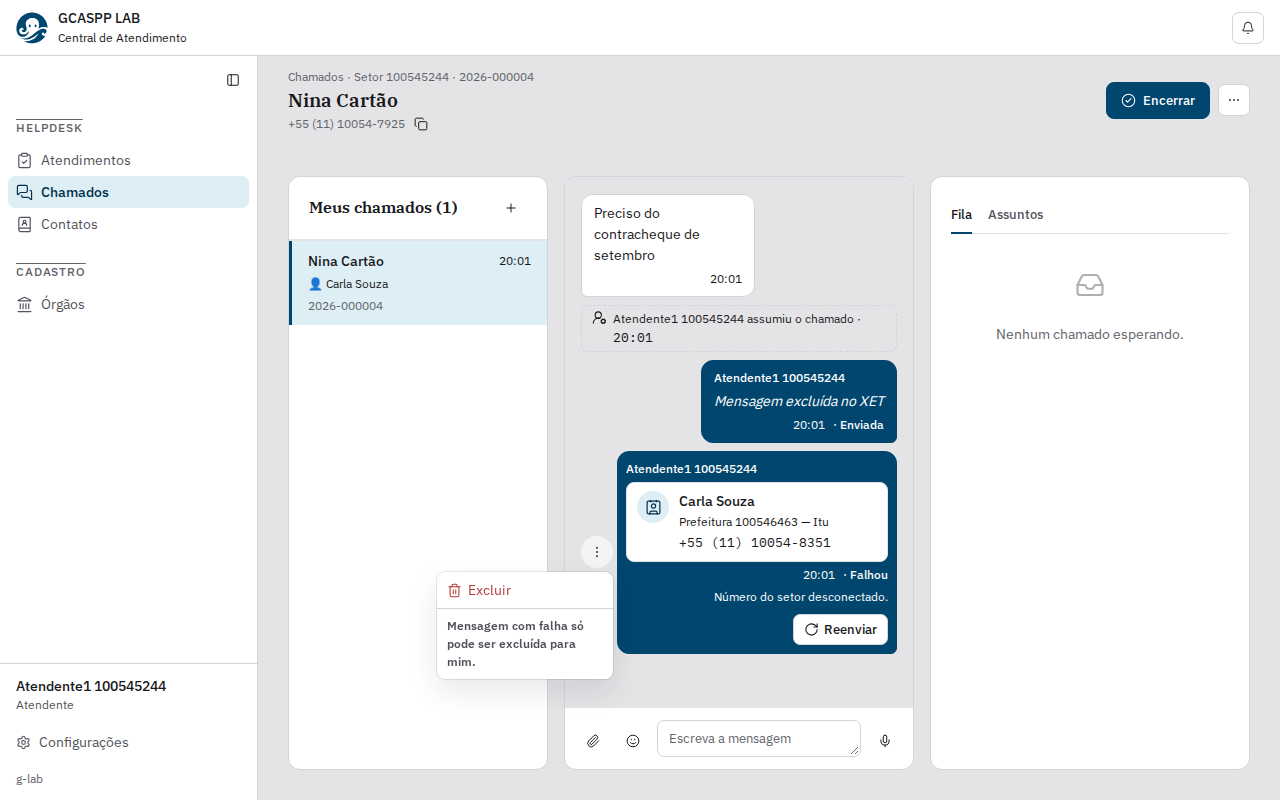 GCASPP LAB
Central de Atendimento
HELPDESK
Atendimentos
Chamados
Contatos
CADASTRO
Órgãos
Atendente1 100545244
Atendente
Configurações
g-lab
Chamados · Setor 100545244 · 2026-000004
Nina Cartão
+55 (11) 10054-7925
Encerrar
Meus chamados (1)
Nina Cartão 20:01
Carla Souza
2026-000004
Preciso do
contracheque de
setembro
20:01
Atendente1 100545244 assumiu o chamado ·
20:01
Atendente1 100545244
Mensagem excluída no XET
20:01 · Enviada
Atendente1 100545244
Carla Souza
Prefeitura 100546463 — Itu
+55 (11) 10054-8351
20:01 · Falhou
Número do setor desconectado.
Reenviar
Excluir
Mensagem com falha só
pode ser excluída para
mim.
Escreva a mensagem
Fila Assuntos
Nenhum chamado esperando.